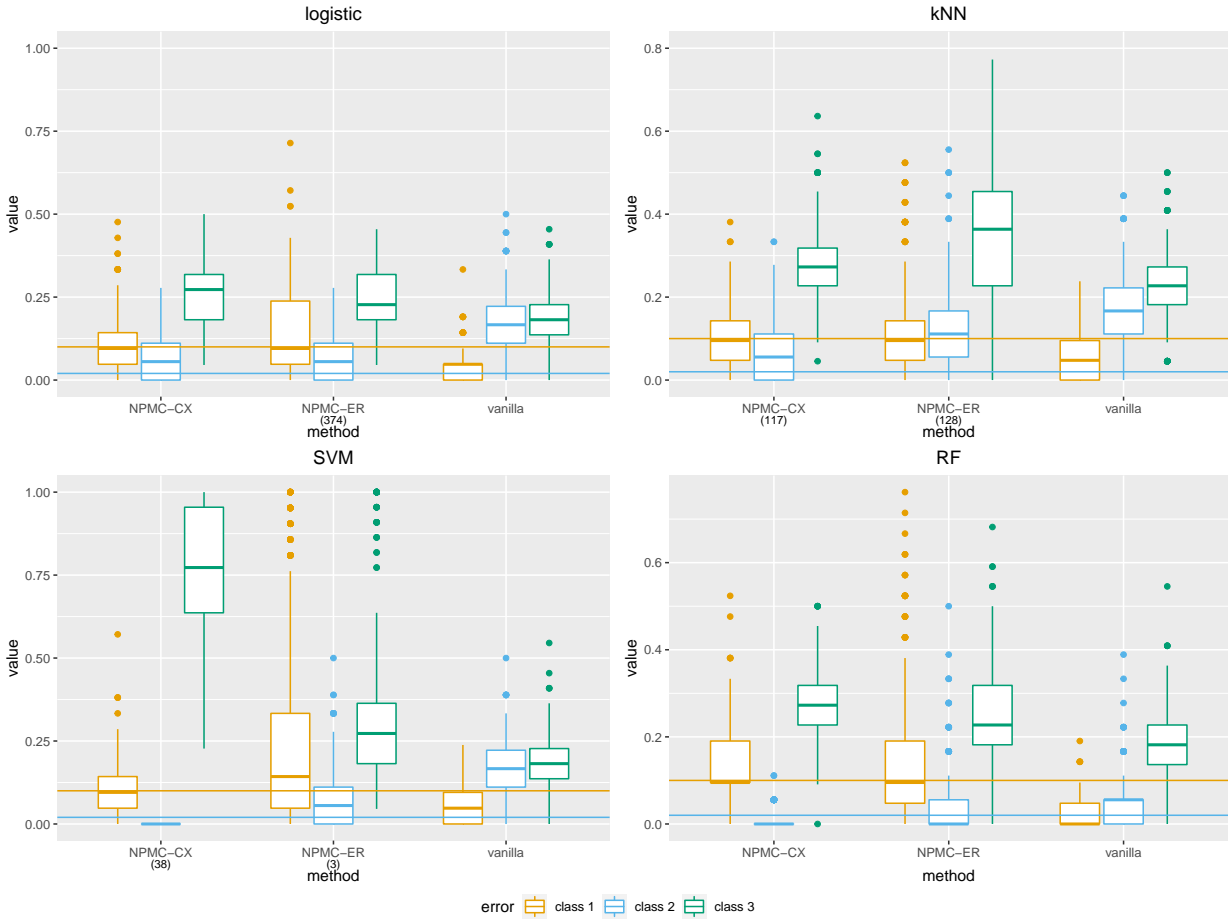 logistic
1.00
0.75
0.50
0.25
0.00
value
NPMC−CX
NPMC−ER
(374)
vanilla
method
kNN
0.8
0.6
0.4
0.2
0.0
value
NPMC−CX
(117)
NPMC−ER
(128)
vanilla
method
SVM
1.00
0.75
0.50
0.25
0.00
value
NPMC−CX
(38)
NPMC−ER
(3)
vanilla
method
RF
0.6
0.4
0.2
0.0
value
NPMC−CX
NPMC−ER
vanilla
method
error class 1 class 2 class 3